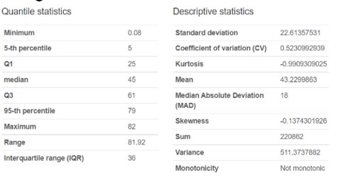 Quantile statistics
Minimum 0.08
5-th percentile 5
Q1 25
median 45
Q3 61
95-th percentile 79
Maximum 82
Range 81.92
Interquartile range (IQR) 36
Descriptive statistics
Standard deviation 22.61357531
Coefficient of variation (CV) 0.5230992939
Kurtosis -0.9909309025
Mean 43.2299863
Median Absolute Deviation 18
(MAD)
Skewness -0.1374301926
Sum 220862
Variance 511.3737882
Monotonicity Not monotonic